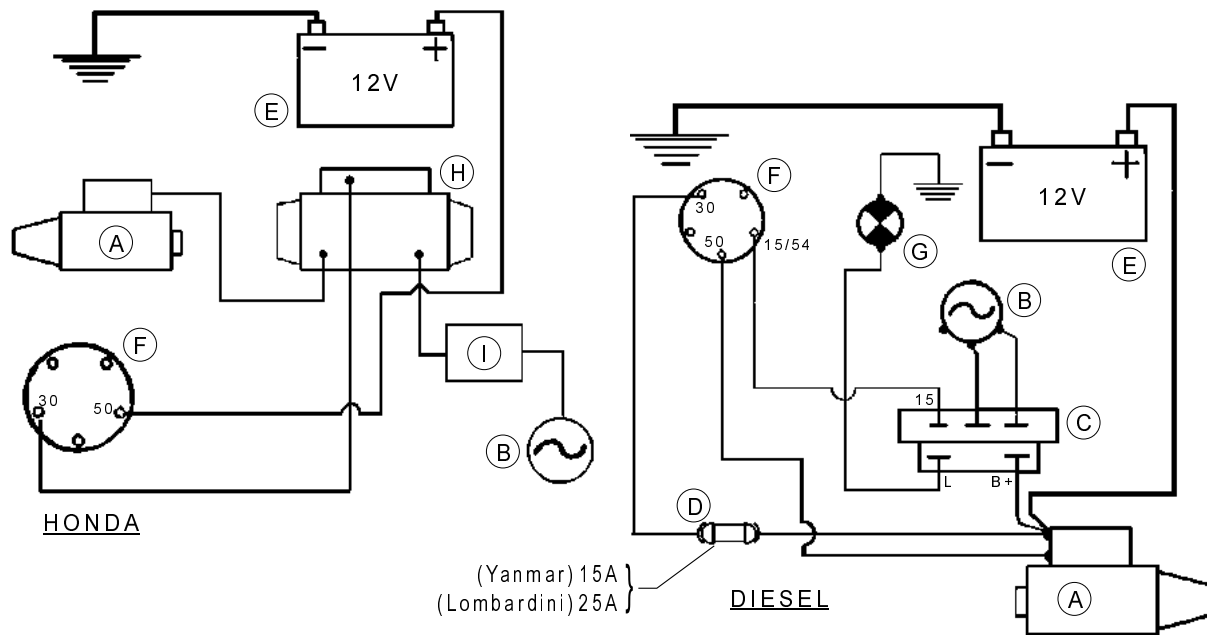 12V
E
H
A
F
30
50
I
B
HONDA
12V
F
30
50
15/54
G
E
B
15
C
L
B+
D
(Yanmar) 15A
(Lombardini) 25A
DIESEL
A